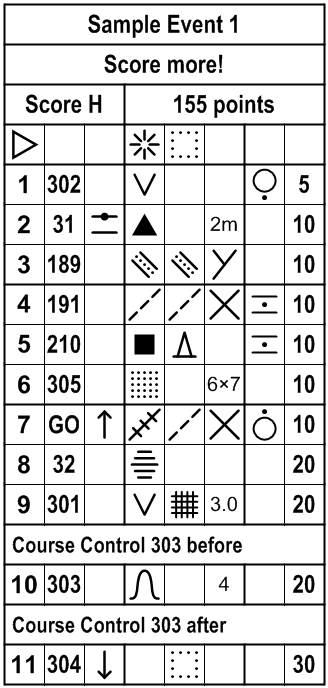 Sample Event 1
Score more!
Score H 155 points
1 302 5
2 31 2m 10
3 189 10
4 191 10
5 210 10
6 305 6×7 10
7 GO 10
8 32 20
9 301 3.0 20
Course Control 303 before
10 303 4 20
Course Control 303 after
11 304 30